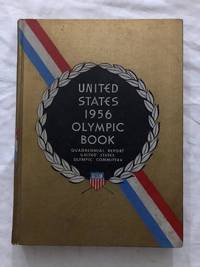 UNITED
STATES
1956
OLYMPIC
BOOK
QUADRENNIAL REPORT
UNITED STATES
OLYMPIC COMMITTEE